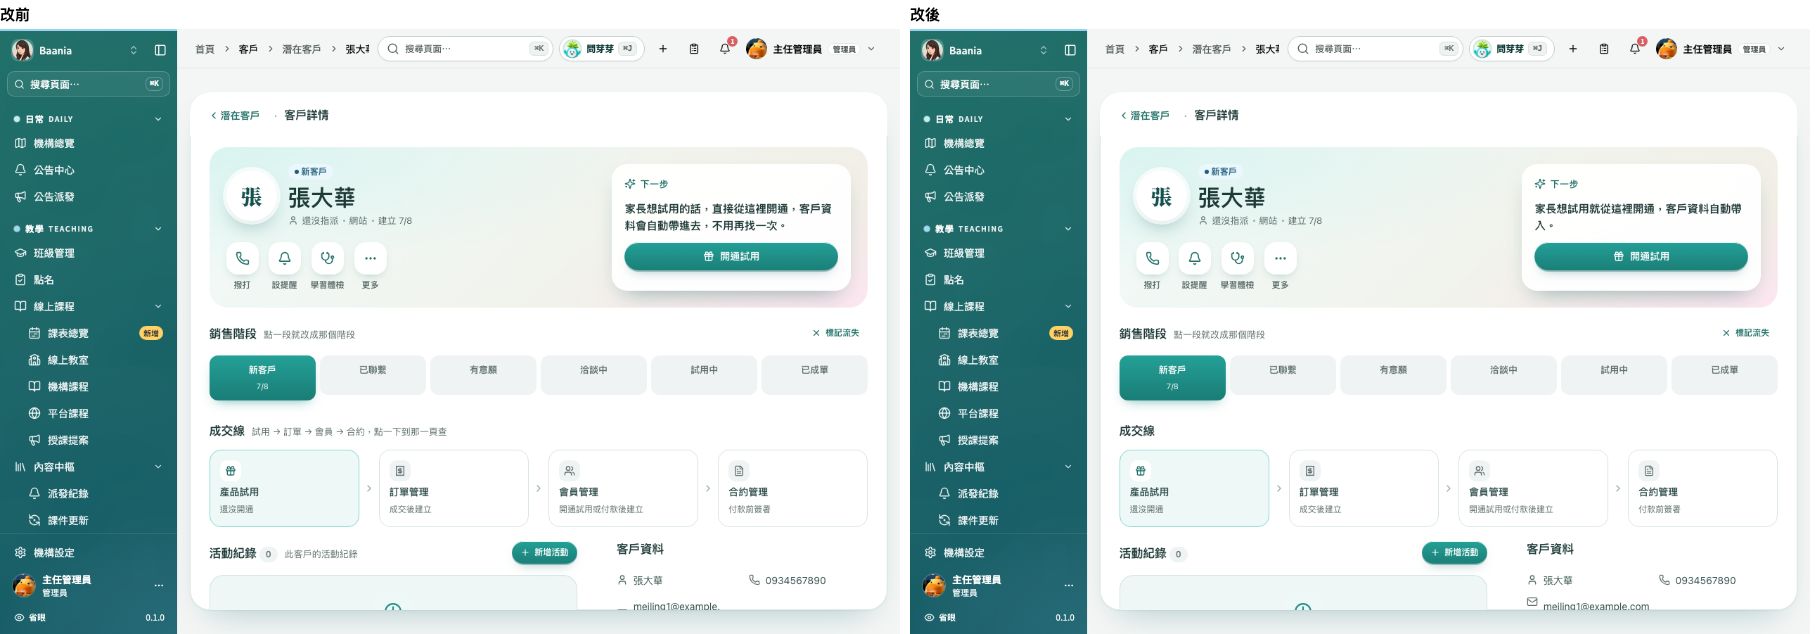 改前
Baania
搜尋頁面… ⌘K
日常 DAILY
機構總覽
公告中心
公告派發
教學 TEACHING
班級管理
點名
線上課程
課表總覽 新增
線上教室
機構課程
平台課程
授課提案
內容中樞
派發紀錄
課件更新
機構設定
主任管理員
管理員
省眼 0.1.0
首頁 > 客戶 > 潛在客戶 > 張大
搜尋頁面… ⌘K
問芽芽 ⌘J
1
主任管理員 管理員
潛在客戶 · 客戶詳情
張
新客戶
張大華
還沒指派・網站・建立 7/8
撥打 設提醒 學習體檢 更多
下一步
家長想試用的話，直接從這裡開通，客戶資
料會自動帶進去，不用再找一次。
開通試用
銷售階段 點一段就改成那個階段
標記流失
新客戶 已聯繫 有意願 洽談中 試用中 已成單
7/8
成交線 試用 → 訂單 → 會員 → 合約，點一下到那一頁查
產品試用 訂單管理 會員管理 合約管理
還沒開通 成交後建立 開通試用或付款後建立 付款前簽署
活動紀錄 0 此客戶的活動紀錄
+ 新增活動
客戶資料
張大華 0934567890
meiling1@example.
改後
Baania
搜尋頁面… ⌘K
日常 DAILY
機構總覽
公告中心
公告派發
教學 TEACHING
班級管理
點名
線上課程
課表總覽 新增
線上教室
機構課程
平台課程
授課提案
內容中樞
派發紀錄
課件更新
機構設定
主任管理員
管理員
省眼 0.1.0
首頁 > 客戶 > 潛在客戶 > 張大
搜尋頁面… ⌘K
問芽芽 ⌘J
1
主任管理員 管理員
潛在客戶 · 客戶詳情
張
新客戶
張大華
還沒指派・網站・建立 7/8
撥打 設提醒 學習體檢 更多
下一步
家長想試用就從這裡開通，客戶資料自動帶
入。
開通試用
銷售階段 點一段就改成那個階段
標記流失
新客戶 已聯繫 有意願 洽談中 試用中 已成單
7/8
成交線
產品試用 訂單管理 會員管理 合約管理
還沒開通 成交後建立 開通試用或付款後建立 付款前簽署
活動紀錄 0
+ 新增活動
客戶資料
張大華 0934567890
meiling1@example.com